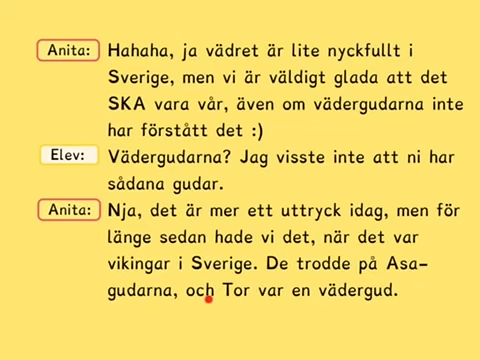 Anita: Hahaha, ja vädret är lite nyckfullt i
Sverige, men vi är väldigt glada att det
SKA vara vår, även om vädergudarna inte
har förstått det :)
Elev: Vädergudarna? Jag visste inte att ni har
sådana gudar.
Anita: Nja, det är mer ett uttryck idag, men för
länge sedan hade vi det, när det var
vikingar i Sverige. De trodde på Asa-
gudarna, och Tor var en vädergud.